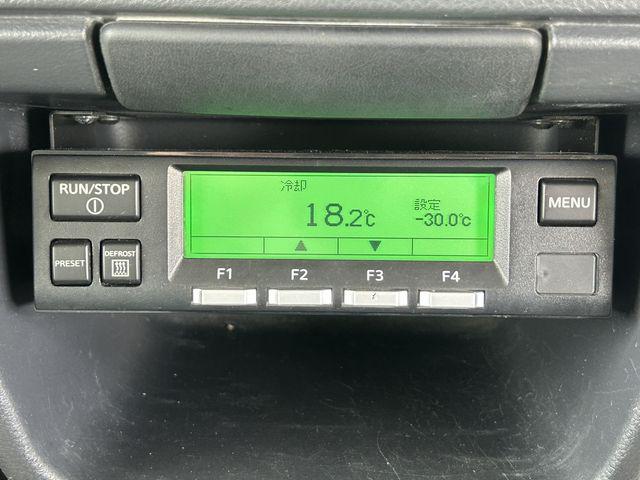 RUN/STOP
PRESET
DEFROST
冷却
18.2℃
設定
-30.0℃
▲ ▼
F1 F2 F3 F4
MENU